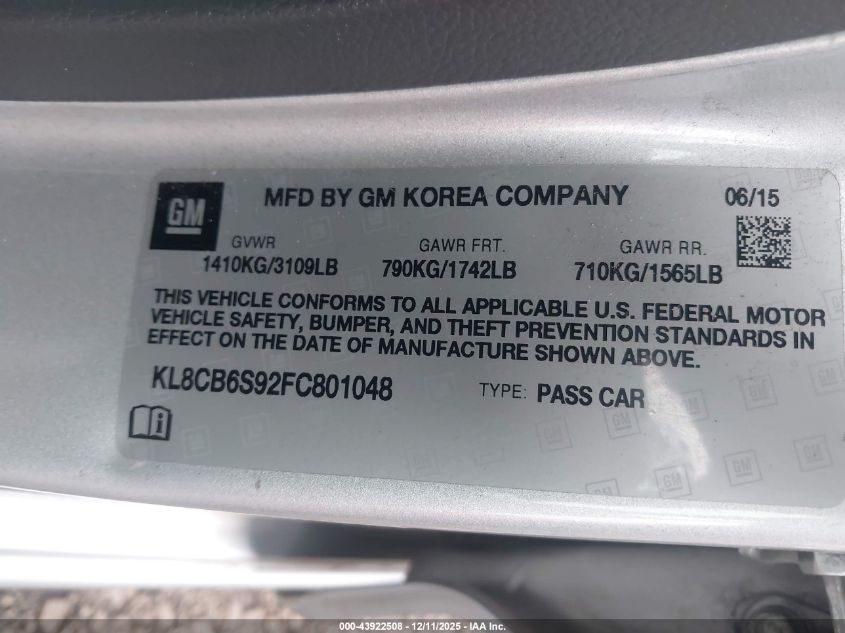 GM
MFD BY GM KOREA COMPANY 06/15
GVWR GAWR FRT. GAWR RR.
1410KG/3109LB 790KG/1742LB 710KG/1565LB
THIS VEHICLE CONFORMS TO ALL APPLICABLE U.S. FEDERAL MOTOR
VEHICLE SAFETY, BUMPER, AND THEFT PREVENTION STANDARDS IN
EFFECT ON THE DATE OF MANUFACTURE SHOWN ABOVE.
KL8CB6S92FC801048 TYPE: PASS CAR
000-43922508 - 12/11/2025 - IAA Inc.